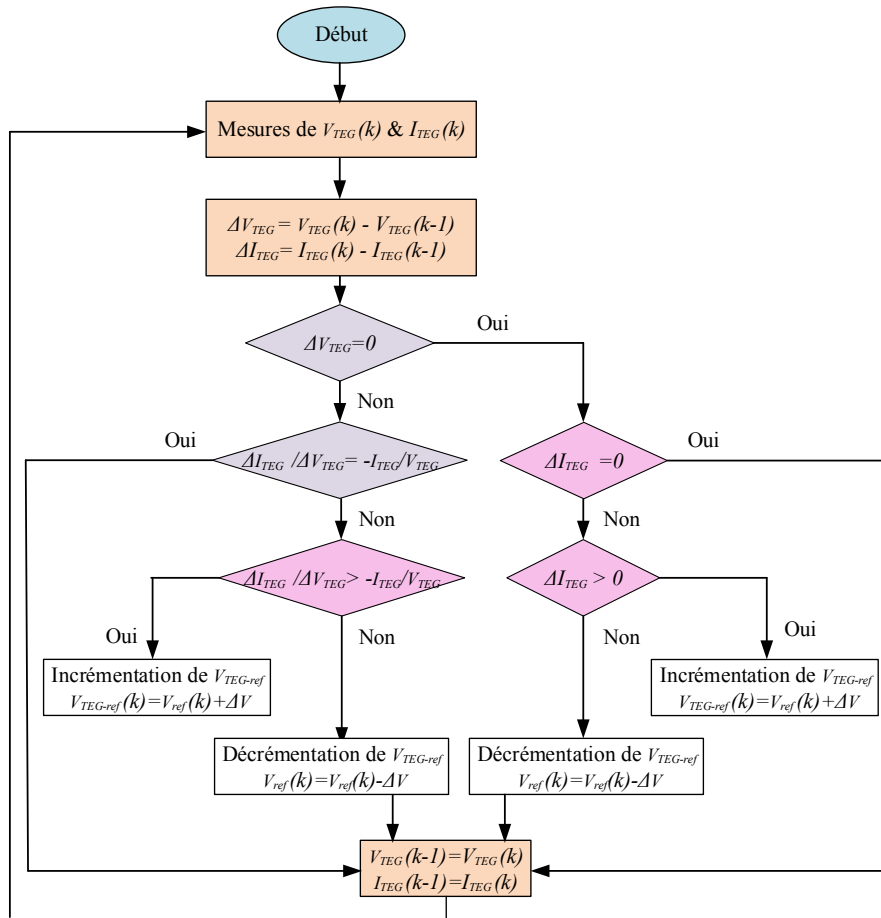 Début
Mesures de V_TEG(k) & I_TEG(k)
ΔV_TEG = V_TEG(k) - V_TEG(k-1)
ΔI_TEG= I_TEG(k) - I_TEG(k-1)
Oui
ΔV_TEG=0
Non
Oui
Oui
ΔI_TEG /ΔV_TEG= -I_TEG/V_TEG
ΔI_TEG =0
Non
Non
ΔI_TEG /ΔV_TEG> -I_TEG/V_TEG
ΔI_TEG > 0
Oui
Non
Non
Oui
Incrémentation de V_TEG-ref
V_TEG-ref(k)=V_ref(k)+ΔV
Incrémentation de V_TEG-ref
V_TEG-ref(k)=V_ref(k)+ΔV
Décrémentation de V_TEG-ref
V_ref(k)=V_ref(k)-ΔV
Décrémentation de V_TEG-ref
V_ref(k)=V_ref(k)-ΔV
V_TEG(k-1)=V_TEG(k)
I_TEG(k-1)=I_TEG(k)